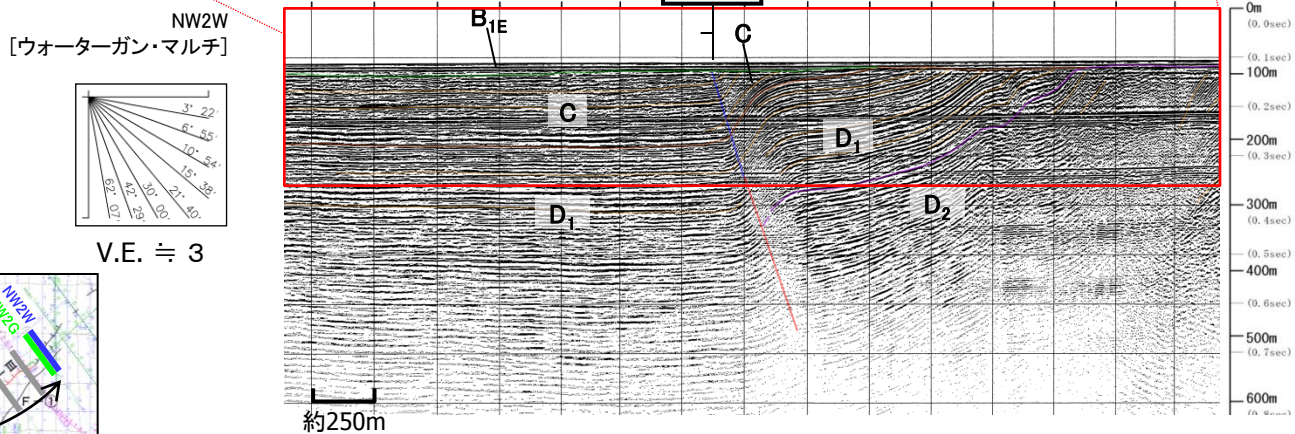 NW2W
[ウォーターガン・マルチ]
3° 22′
6° 55′
10° 54′
15° 38′
21° 40′
30° 00′
42° 29′
62° 07′
V.E. ≒ 3
NW2W
F-①
B1E
C
C
D1
D1
D2
約250m
0m
(0.0sec)
(0.1sec)
100m
(0.2sec)
200m
(0.3sec)
300m
(0.4sec)
400m
(0.5sec)
(0.6sec)
500m
(0.7sec)
600m